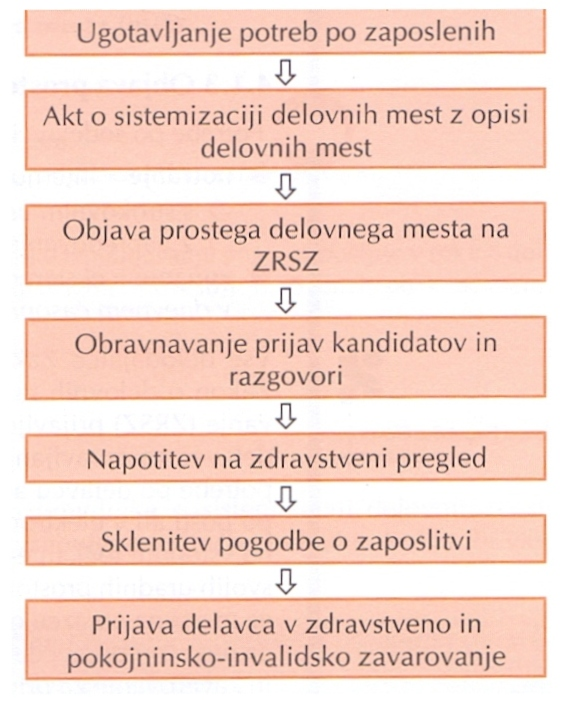 Ugotavljanje potreb po zaposlenih
Akt o sistemizaciji delovnih mest z opisi
delovnih mest
Objava prostega delovnega mesta na
ZRSZ
Obravnavanje prijav kandidatov in
razgovori
Napotitev na zdravstveni pregled
Sklenitev pogodbe o zaposlitvi
Prijava delavca v zdravstveno in
pokojninsko-invalidsko zavarovanje